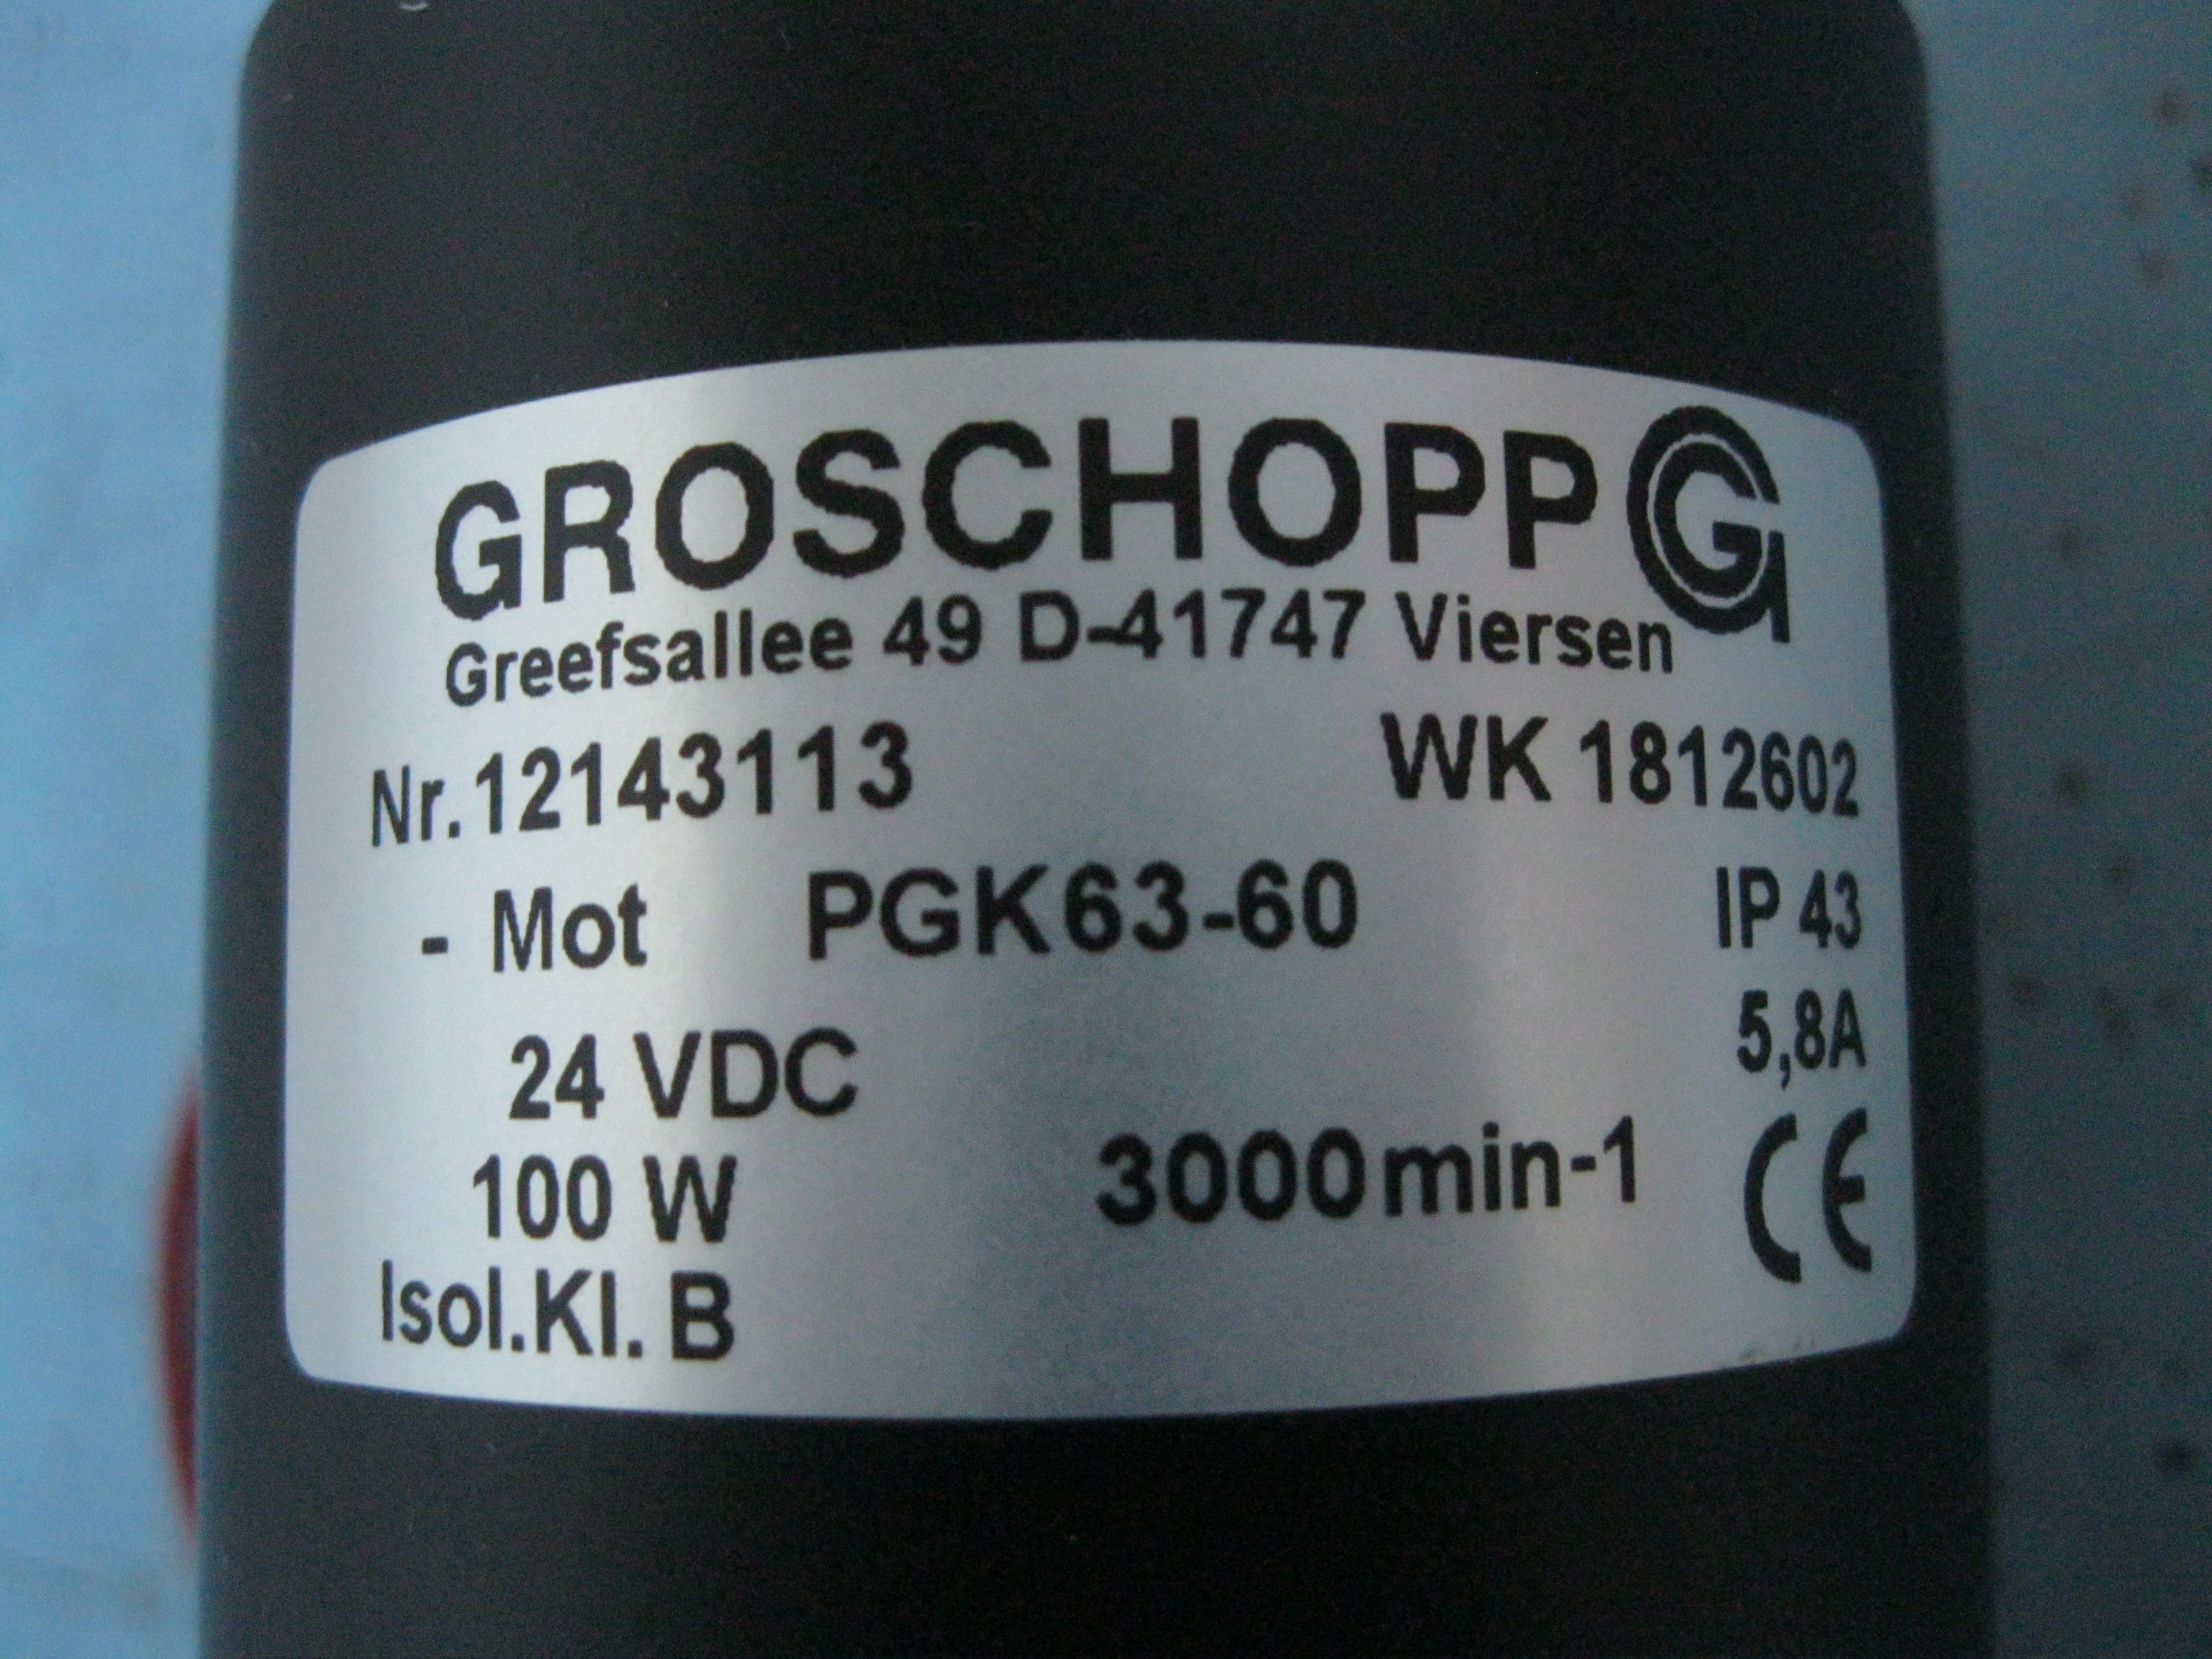 GROSCHOPP G
Greefsallee 49 D-41747 Viersen
Nr. 12143113 WK 1812602
- Mot PGK63-60 IP 43
24 VDC 5,8A
100 W 3000min-1 CE
Isol.Kl. B